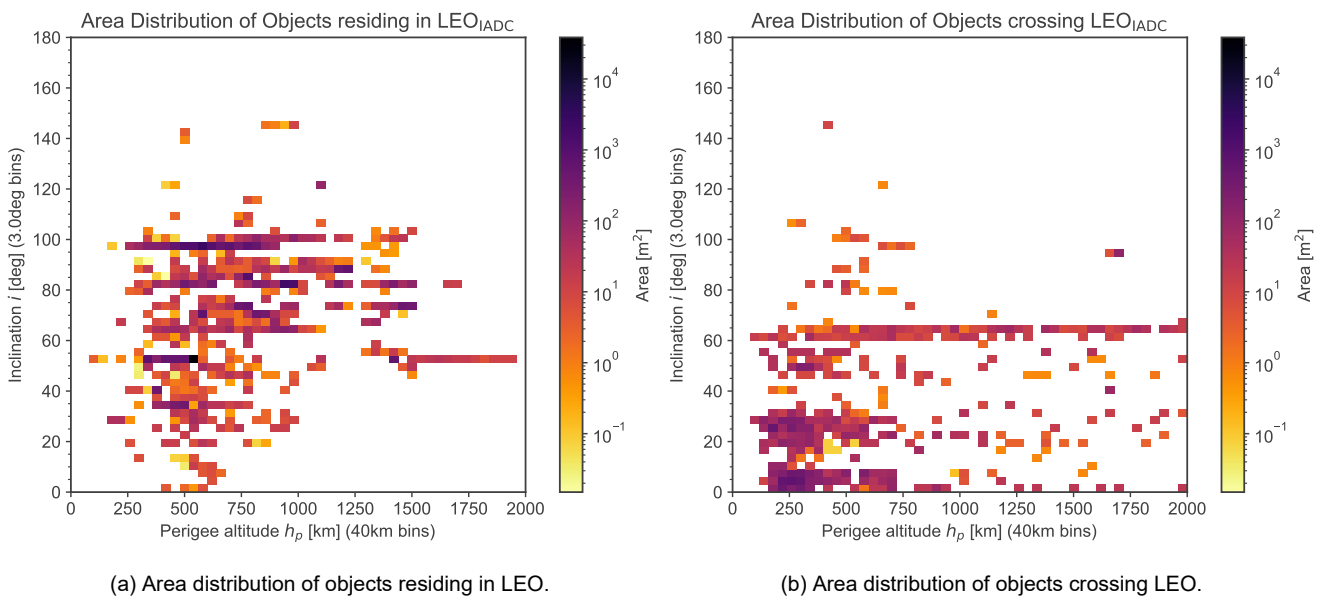 Area Distribution of Objects residing in LEO_IADC
180
160
140
120
100
80
60
40
20
0
Inclination i [deg] (3.0deg bins)
0 250 500 750 1000 1250 1500 1750 2000
Perigee altitude h_p [km] (40km bins)
10^4
10^3
10^2
10^1
10^0
10^−1
Area [m^2]
(a) Area distribution of objects residing in LEO.
Area Distribution of Objects crossing LEO_IADC
180
160
140
120
100
80
60
40
20
0
Inclination i [deg] (3.0deg bins)
0 250 500 750 1000 1250 1500 1750 2000
Perigee altitude h_p [km] (40km bins)
10^4
10^3
10^2
10^1
10^0
10^−1
Area [m^2]
(b) Area distribution of objects crossing LEO.